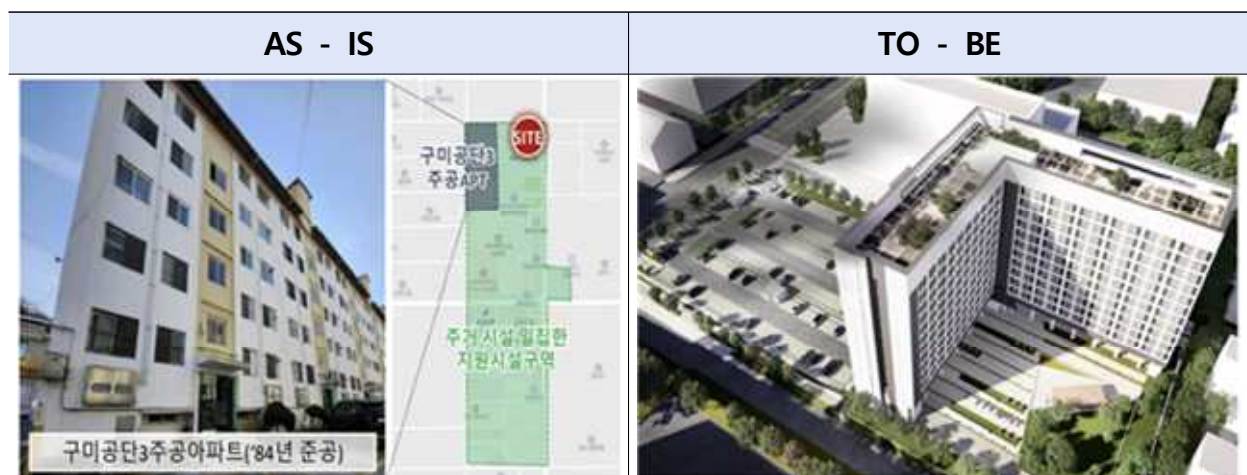 AS - IS
TO - BE
SITE
구미공단3
주공APT
주거시설 밀집한
지원시설구역
구미공단3주공아파트('84년 준공)